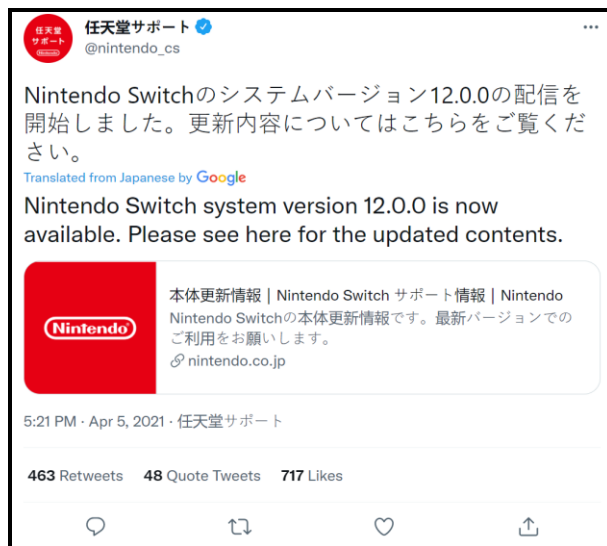 任天堂
サポート
Nintendo
任天堂サポート
@nintendo_cs
Nintendo Switchのシステムバージョン12.0.0の配信を
開始しました。更新内容についてはこちらをご覧くだ
さい。
Translated from Japanese by Google
Nintendo Switch system version 12.0.0 is now
available. Please see here for the updated contents.
Nintendo
本体更新情報 | Nintendo Switch サポート情報 | Nintendo
Nintendo Switchの本体更新情報です。最新バージョンでの
ご利用をお願いします。
nintendo.co.jp
5:21 PM · Apr 5, 2021 · 任天堂サポート
463 Retweets 48 Quote Tweets 717 Likes